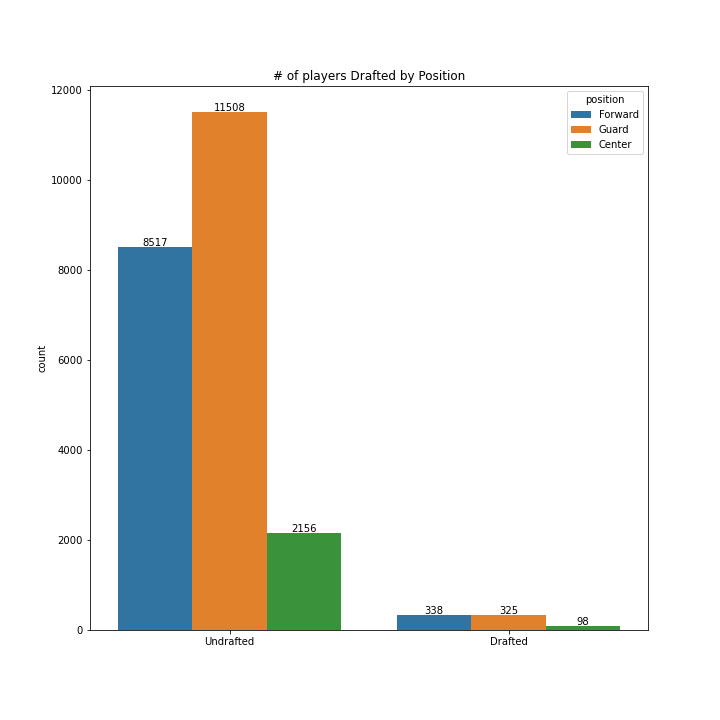 # of players Drafted by Position
12000
10000
8000
6000
4000
2000
0
count
position
Forward
Guard
Center
8517
11508
2156
338
325
98
Undrafted
Drafted